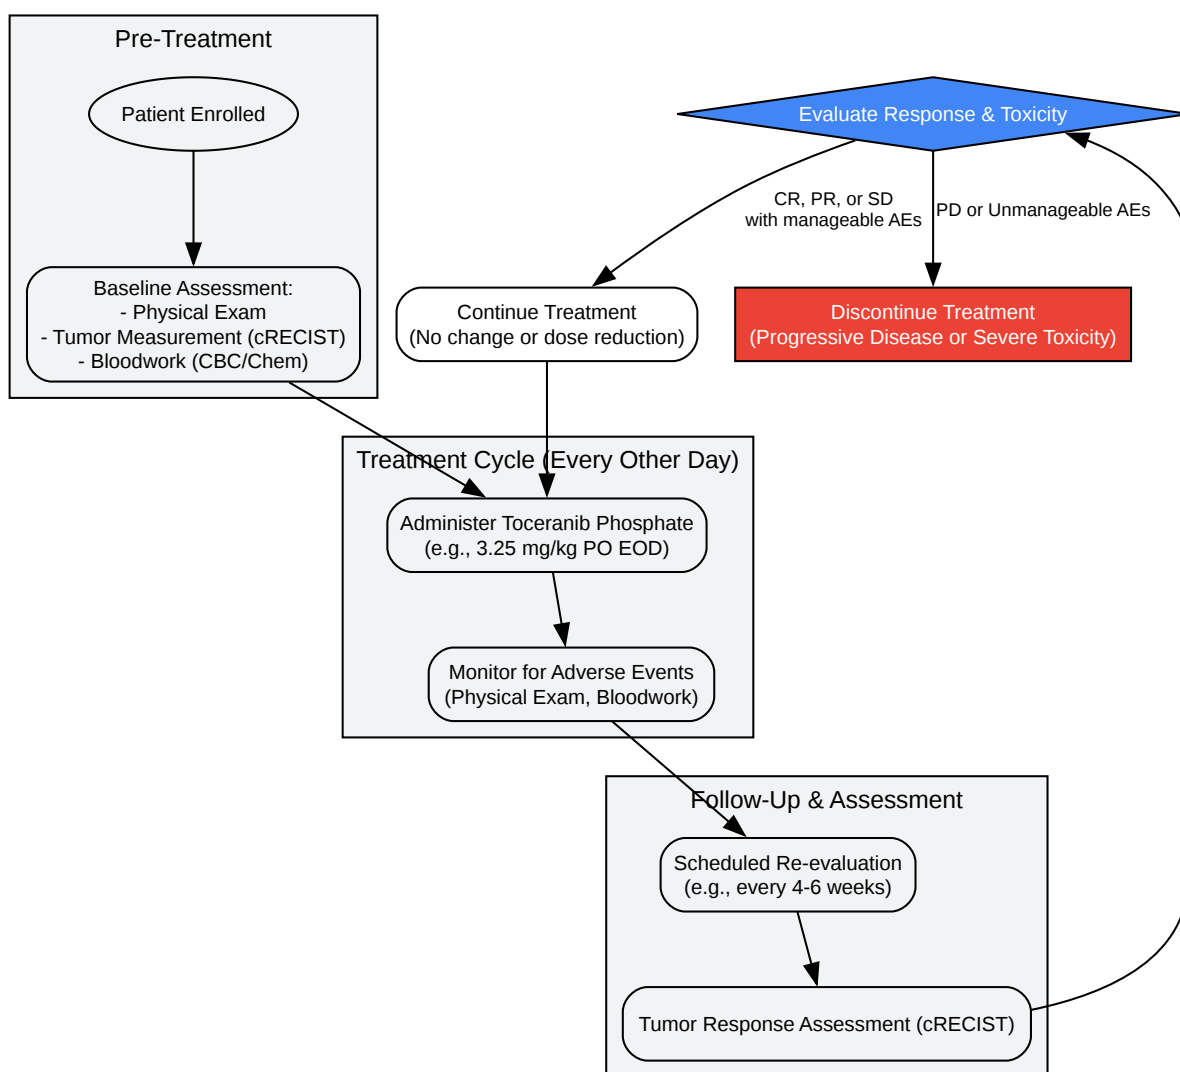 Pre-Treatment
Patient Enrolled
Baseline Assessment:
- Physical Exam
- Tumor Measurement (cRECIST)
- Bloodwork (CBC/Chem)
Evaluate Response & Toxicity
CR, PR, or SD
with manageable AEs
PD or Unmanageable AEs
Continue Treatment
(No change or dose reduction)
Discontinue Treatment
(Progressive Disease or Severe Toxicity)
Treatment Cycle (Every Other Day)
Administer Toceranib Phosphate
(e.g., 3.25 mg/kg PO EOD)
Monitor for Adverse Events
(Physical Exam, Bloodwork)
Follow-Up & Assessment
Scheduled Re-evaluation
(e.g., every 4-6 weeks)
Tumor Response Assessment (cRECIST)